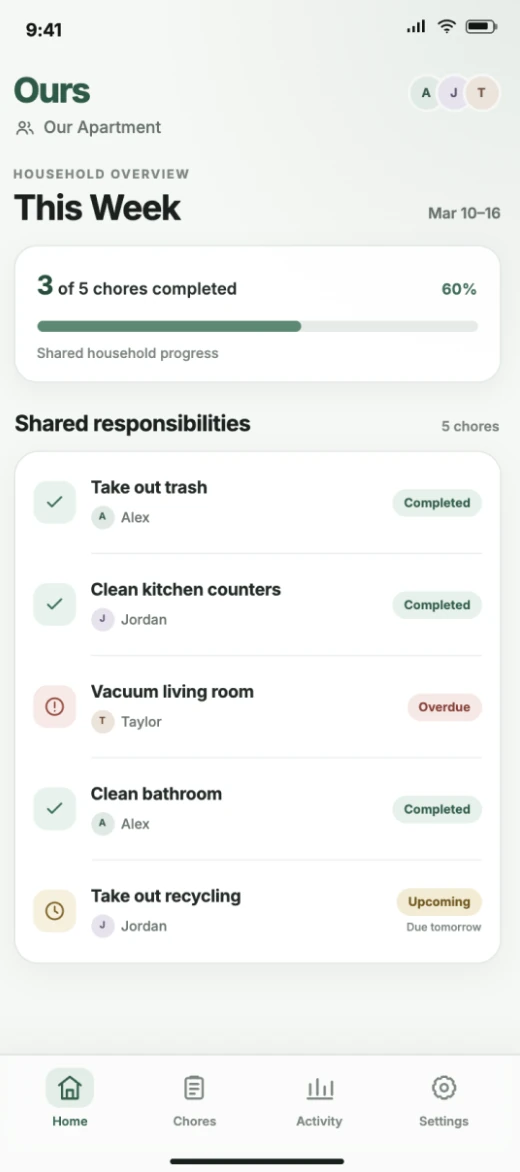 9:41
Ours
A J T
Our Apartment
HOUSEHOLD OVERVIEW
This Week
Mar 10–16
3 of 5 chores completed
60%
Shared household progress
Shared responsibilities
5 chores
Take out trash
A Alex
Completed
Clean kitchen counters
J Jordan
Completed
Vacuum living room
T Taylor
Overdue
Clean bathroom
A Alex
Completed
Take out recycling
J Jordan
Upcoming
Due tomorrow
Home
Chores
Activity
Settings